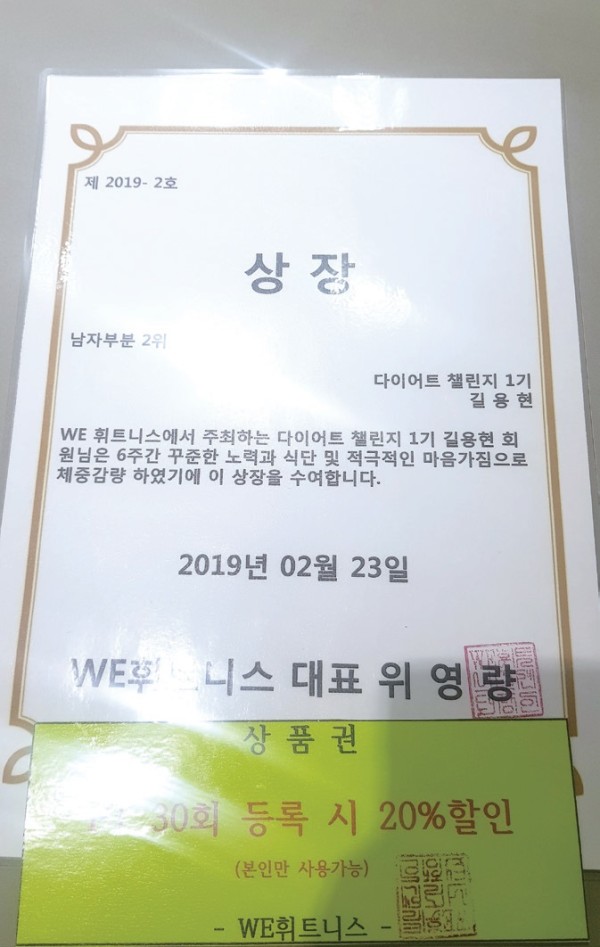 제 2019- 2호
상 장
남자부분 2위
다이어트 챌린지 1기
길 용 현
WE 휘트니스에서 주최하는 다이어트 챌린지 1기 길용현 회
원님은 6주간 꾸준한 노력과 식단 및 적극적인 마음가짐으로
체중감량 하였기에 이 상장을 수여합니다.
2019년 02월 23일
WE휘트니스 대표 위 영 량
상 품 권
30회 등록 시 20%할인
(본인만 사용가능)
- WE휘트니스 -